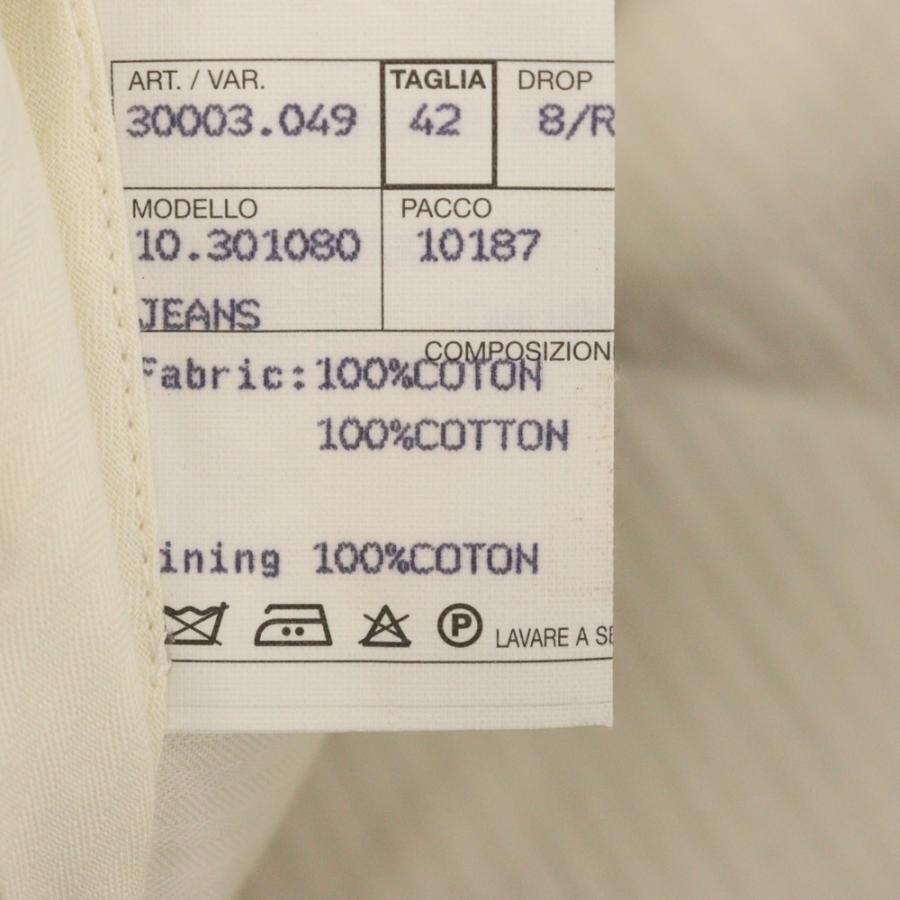 ART. / VAR. TAGLIA DROP
30003.049 42 8/R
MODELLO PACCO
10.301080 10187
JEANS
COMPOSIZION
Fabric:100%COTON
100%COTTON
ining 100%COTON
P LAVARE A SE